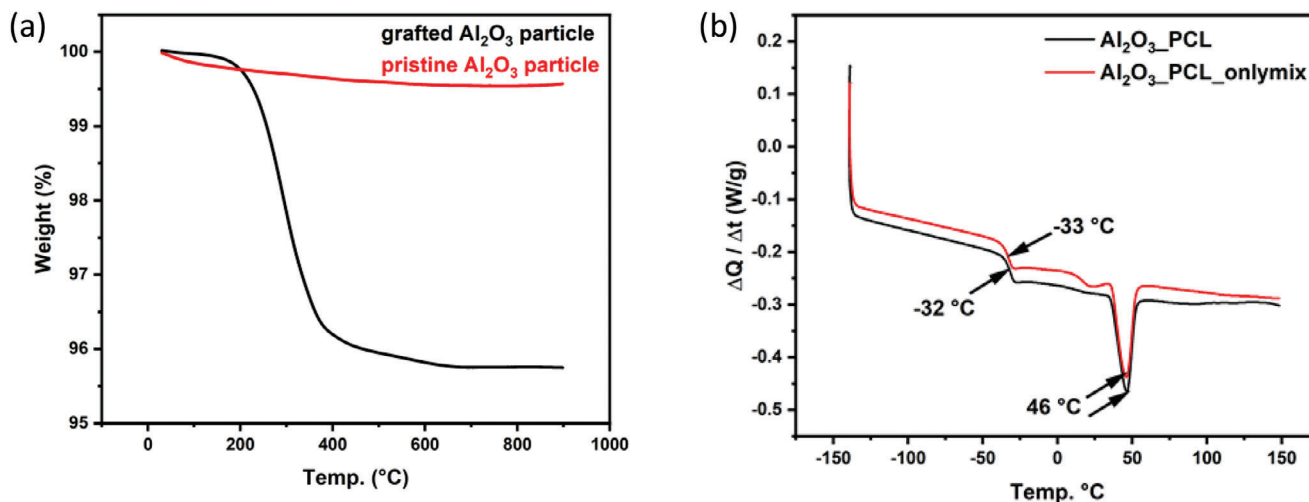 (a)
grafted Al₂O₃ particle
pristine Al₂O₃ particle
100
99
98
97
96
95
Weight (%)
0
200
400
600
800
1000
Temp. (°C)
(b)
Al₂O₃_PCL
Al₂O₃_PCL_onlymix
0.2
0.1
0.0
-0.1
-0.2
-0.3
-0.4
-0.5
ΔQ / Δt (W/g)
-33 °C
-32 °C
46 °C
-150
-100
-50
0
50
100
150
Temp. °C